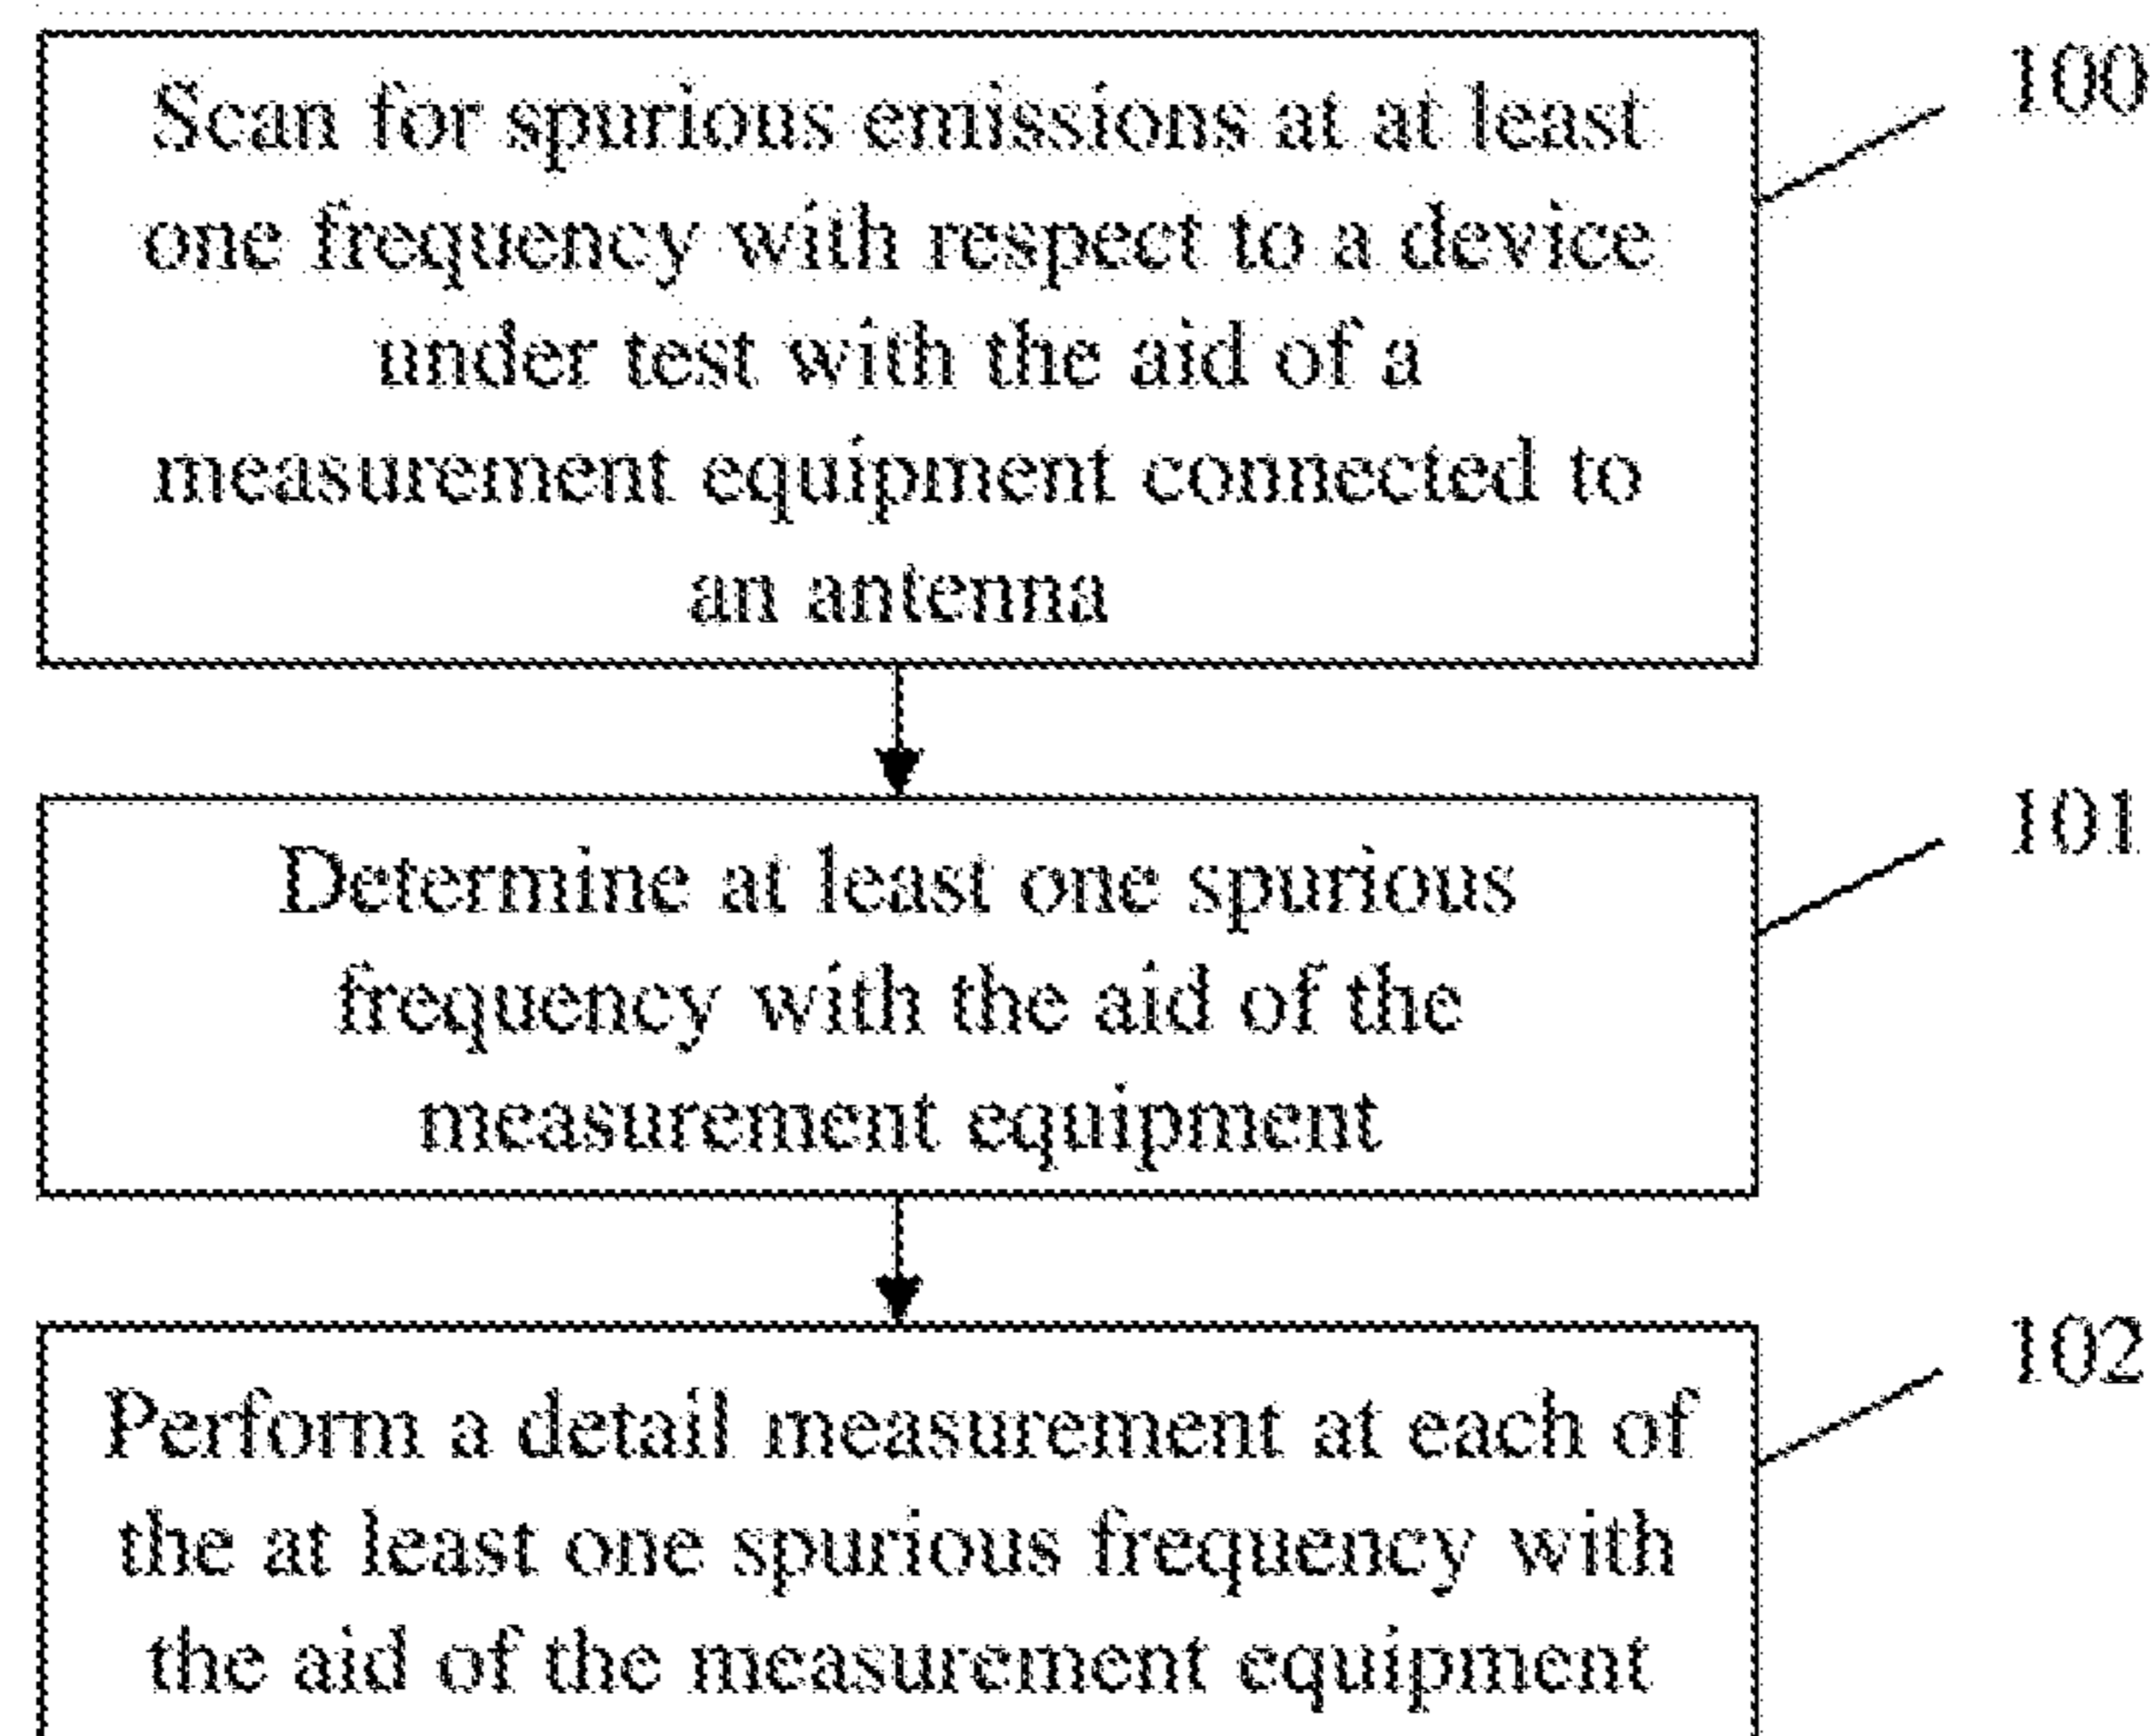 Scan for spurious emissions at at least
one frequency with respect to a device
under test with the aid of a
measurement equipment connected to
an antenna
100
Determine at least one spurious
frequency with the aid of the
measurement equipment
101
Perform a detail measurement at each of
the at least one spurious frequency with
the aid of the measurement equipment
102